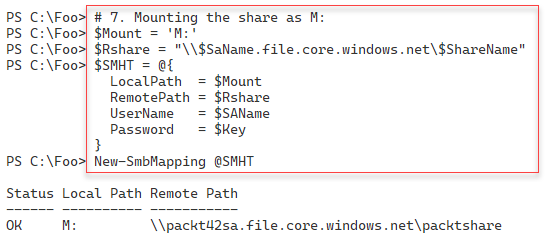 PS C:\Foo> # 7. Mounting the share as M:
PS C:\Foo> $Mount = 'M:'
PS C:\Foo> $Rshare = "\\$SaName.file.core.windows.net\$ShareName"
PS C:\Foo> $SMHT = @{
LocalPath  = $Mount
RemotePath = $Rshare
UserName   = $SAName
Password   = $Key
}
PS C:\Foo> New-SmbMapping @SMHT
Status Local Path Remote Path
------ ---------- -----------
OK     M:         \\packt42sa.file.core.windows.net\packtshare